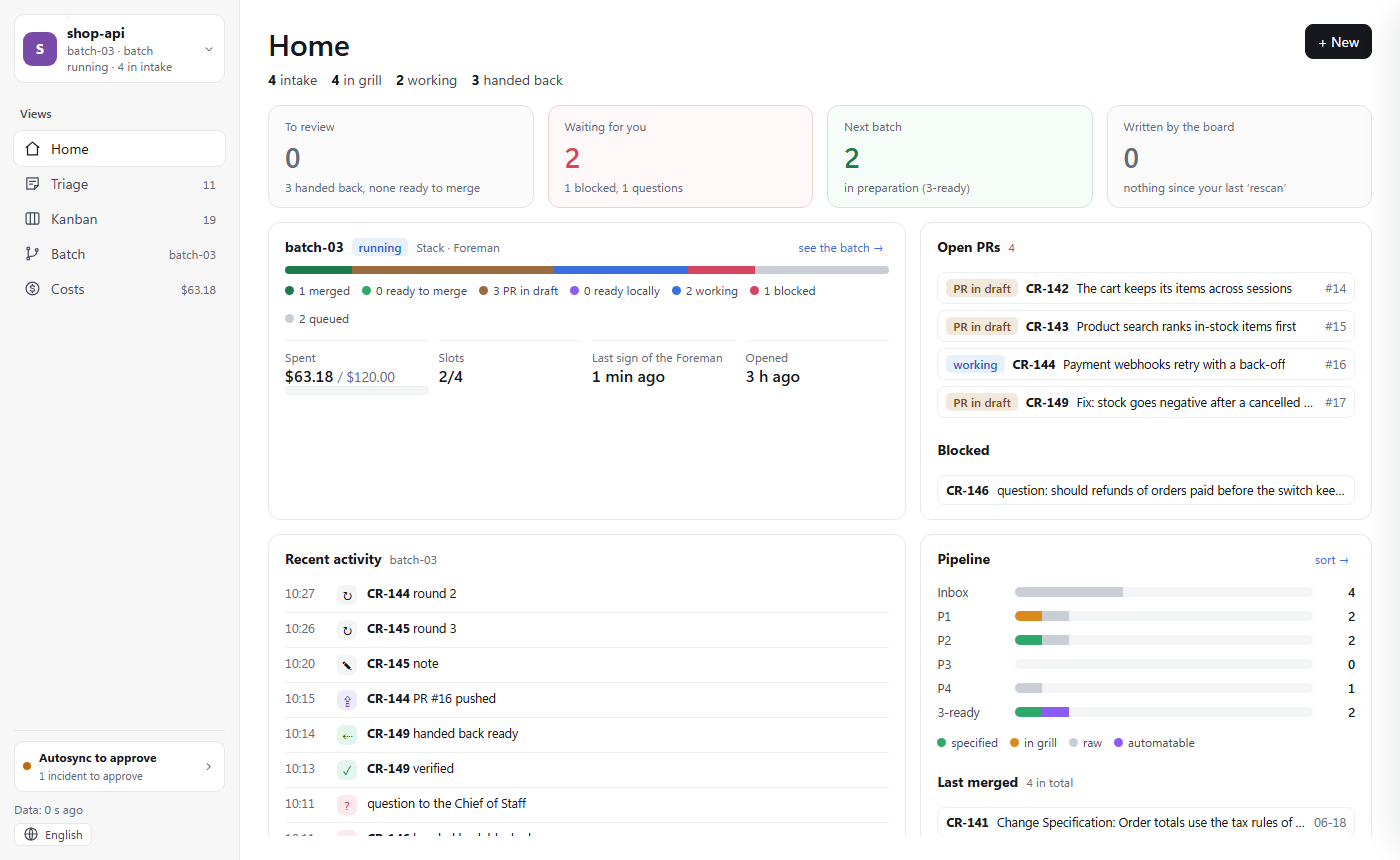 S
shop-api
batch-03 · batch
running · 4 in intake
Views
Home
Triage 11
Kanban 19
Batch batch-03
Costs $63.18
Autosync to approve
1 incident to approve
Data: 0 s ago
English
Home
+ New
4 intake 4 in grill 2 working 3 handed back
To review
0
3 handed back, none ready to merge
Waiting for you
2
1 blocked, 1 questions
Next batch
2
in preparation (3-ready)
Written by the board
0
nothing since your last ‘rescan’
batch-03 running Stack · Foreman see the batch →
1 merged 0 ready to merge 3 PR in draft 0 ready locally 2 working 1 blocked
2 queued
Spent
$63.18 / $120.00
Slots
2/4
Last sign of the Foreman
1 min ago
Opened
3 h ago
Open PRs 4
PR in draft CR-142 The cart keeps its items across sessions #14
PR in draft CR-143 Product search ranks in-stock items first #15
working CR-144 Payment webhooks retry with a back-off #16
PR in draft CR-149 Fix: stock goes negative after a cancelled ... #17
Blocked
CR-146 question: should refunds of orders paid before the switch kee...
Recent activity batch-03
10:27 ↻ CR-144 round 2
10:26 ↻ CR-145 round 3
10:20 CR-145 note
10:15 CR-144 PR #16 pushed
10:14 CR-149 handed back ready
10:13 ✓ CR-149 verified
10:11 ? question to the Chief of Staff
Pipeline sort →
Inbox 4
P1 2
P2 2
P3 0
P4 1
3-ready 2
specified in grill raw automatable
Last merged 4 in total
CR-141 Change Specification: Order totals use the tax rules of ... 06-18